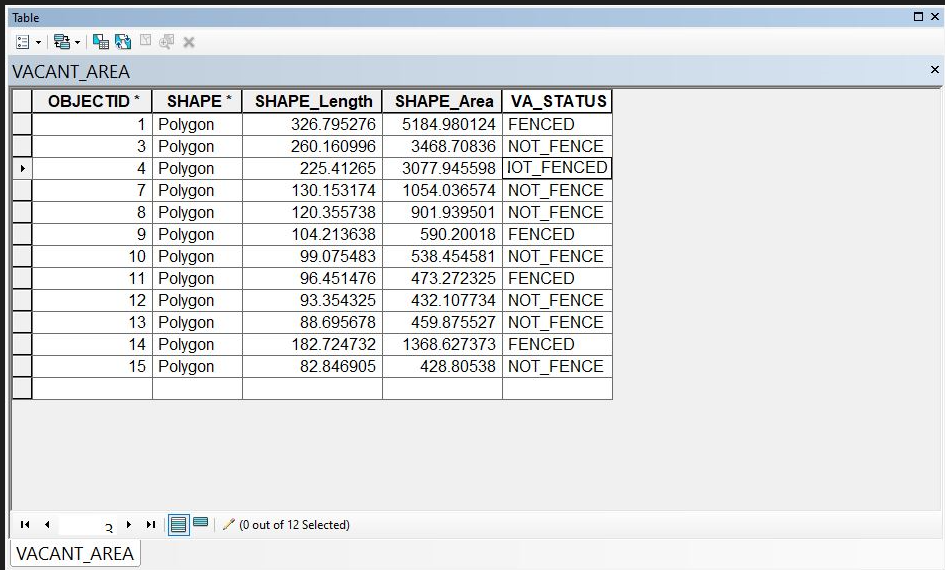 Table
VACANT_AREA
OBJECTID * SHAPE * SHAPE_Length SHAPE_Area VA_STATUS
1 Polygon 326.795276 5184.980124 FENCED
3 Polygon 260.160996 3468.70836 NOT_FENCE
4 Polygon 225.41265 3077.945598 IOT_FENCED
7 Polygon 130.153174 1054.036574 NOT_FENCE
8 Polygon 120.355738 901.939501 NOT_FENCE
9 Polygon 104.213638 590.20018 FENCED
10 Polygon 99.075483 538.454581 NOT_FENCE
11 Polygon 96.451476 473.272325 FENCED
12 Polygon 93.354325 432.107734 NOT_FENCE
13 Polygon 88.695678 459.875527 NOT_FENCE
14 Polygon 182.724732 1368.627373 FENCED
15 Polygon 82.846905 428.80538 NOT_FENCE
3 (0 out of 12 Selected)
VACANT_AREA